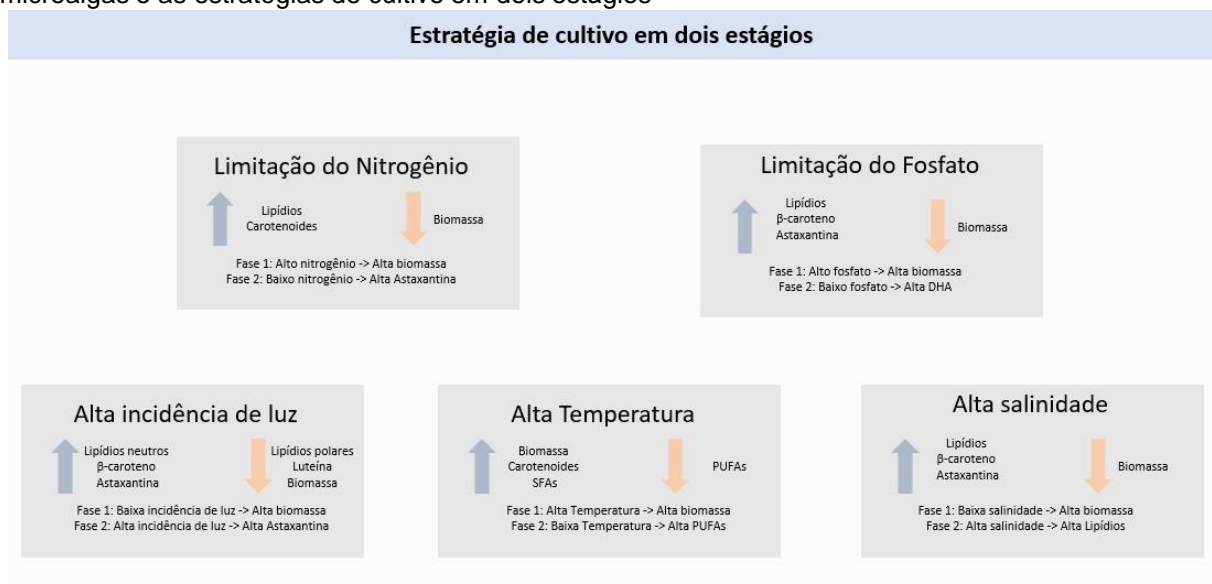 microalgas e as estratégias de cultivo em dois estágios
Estratégia de cultivo em dois estágios
Limitação do Nitrogênio
Lipídios
Carotenoides
Biomassa
Fase 1: Alto nitrogênio -> Alta biomassa
Fase 2: Baixo nitrogênio -> Alta Astaxantina
Limitação do Fosfato
Lipídios
β-caroteno
Astaxantina
Biomassa
Fase 1: Alto fosfato -> Alta biomassa
Fase 2: Baixo fosfato -> Alta DHA
Alta incidência de luz
Lipídios neutros
β-caroteno
Astaxantina
Lipídios polares
Luteína
Biomassa
Fase 1: Baixa incidência de luz -> Alta biomassa
Fase 2: Alta incidência de luz -> Alta Astaxantina
Alta Temperatura
Biomassa
Carotenoides
SFAs
PUFAs
Fase 1: Alta Temperatura -> Alta biomassa
Fase 2: Baixa Temperatura -> Alta PUFAs
Alta salinidade
Lipídios
β-caroteno
Astaxantina
Biomassa
Fase 1: Baixa salinidade -> Alta biomassa
Fase 2: Alta salinidade -> Alta Lipídios